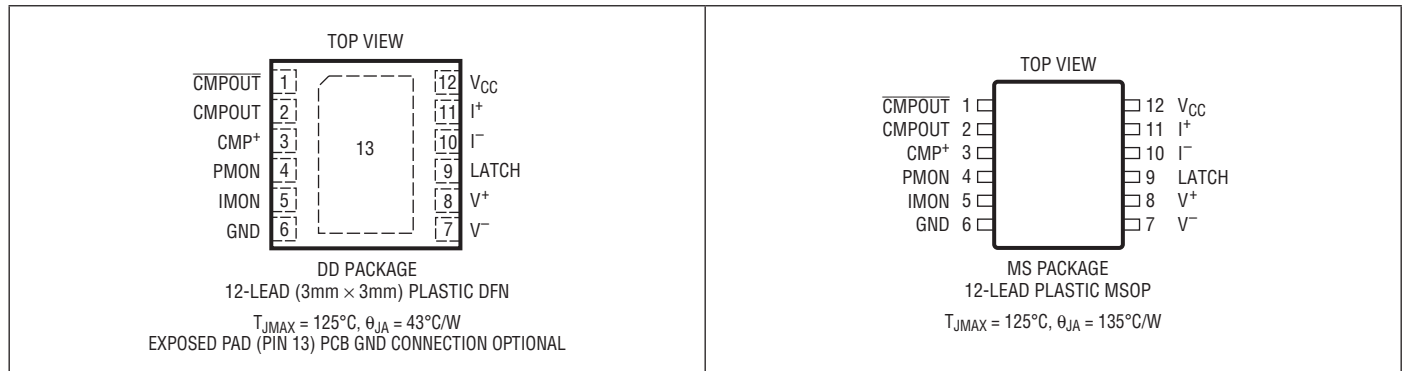 TOP VIEW
CMPOUT 1 12 VCC
CMPOUT 2 11 I+
CMP+ 3 13 10 I−
PMON 4 9 LATCH
IMON 5 8 V+
GND 6 7 V−
DD PACKAGE
12-LEAD (3mm × 3mm) PLASTIC DFN
TJMAX = 125°C, θJA = 43°C/W
EXPOSED PAD (PIN 13) PCB GND CONNECTION OPTIONAL
TOP VIEW
CMPOUT 1 12 VCC
CMPOUT 2 11 I+
CMP+ 3 10 I−
PMON 4 9 LATCH
IMON 5 8 V+
GND 6 7 V−
MS PACKAGE
12-LEAD PLASTIC MSOP
TJMAX = 125°C, θJA = 135°C/W